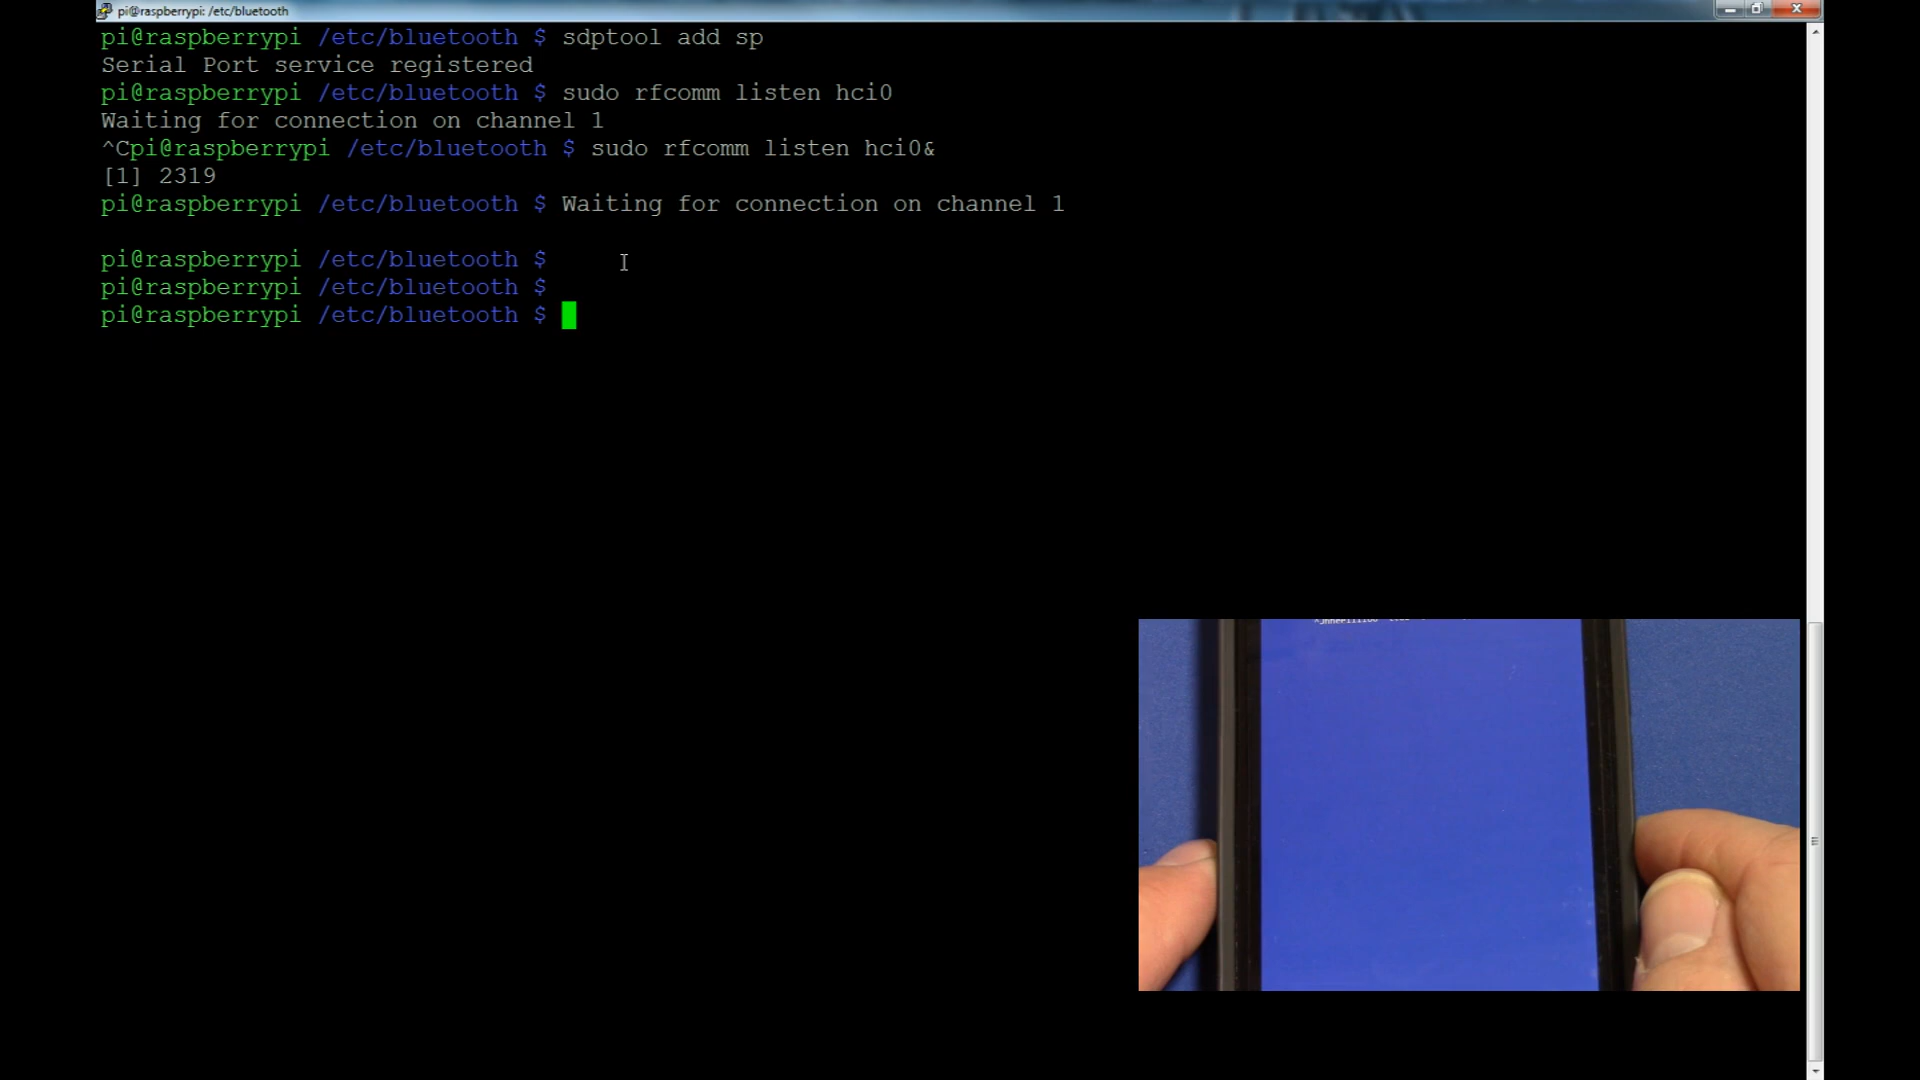 pi@raspberrypi: /etc/bluetooth
pi@raspberrypi /etc/bluetooth $ sdptool add sp
Serial Port service registered
pi@raspberrypi /etc/bluetooth $ sudo rfcomm listen hci0
Waiting for connection on channel 1
^Cpi@raspberrypi /etc/bluetooth $ sudo rfcomm listen hci0&
[1] 2319
pi@raspberrypi /etc/bluetooth $ Waiting for connection on channel 1
pi@raspberrypi /etc/bluetooth $
pi@raspberrypi /etc/bluetooth $
pi@raspberrypi /etc/bluetooth $